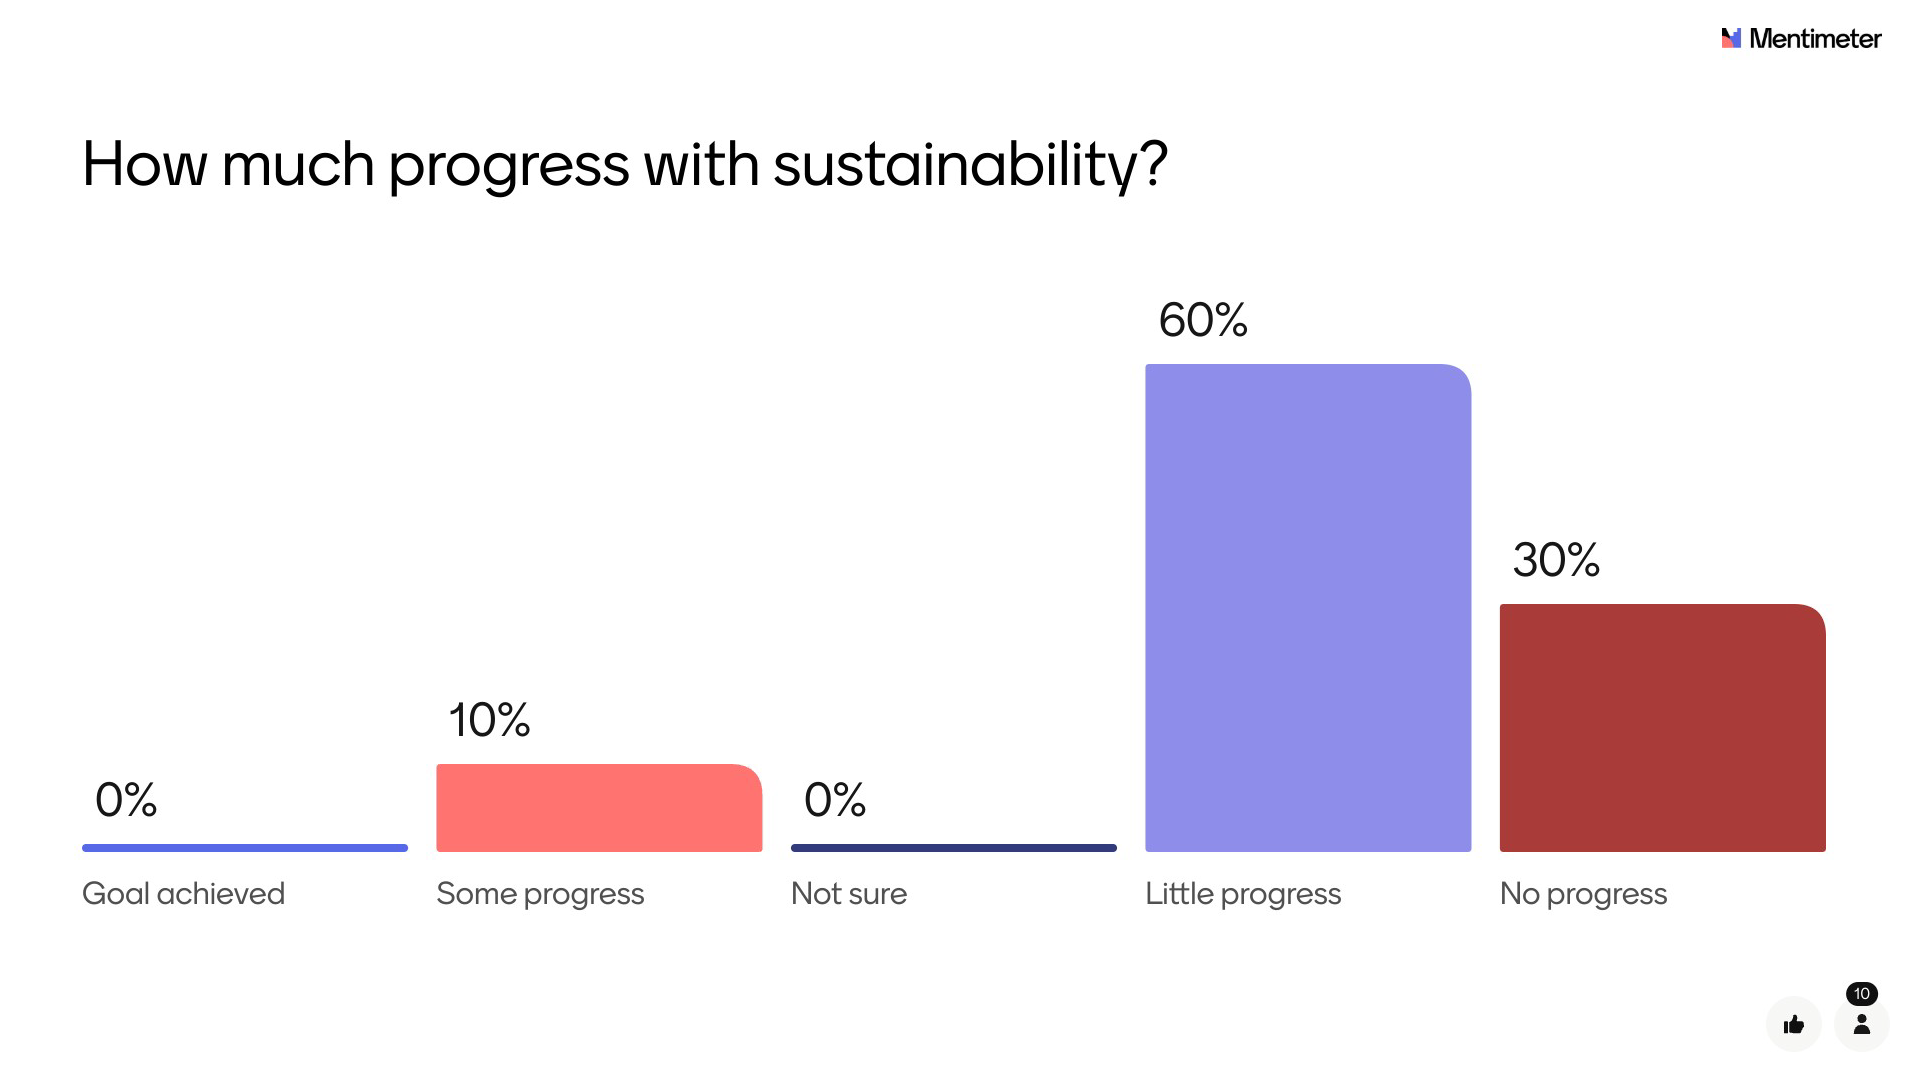 Mentimeter
How much progress with sustainability?
60%
30%
10%
0%
0%
Goal achieved
Some progress
Not sure
Little progress
No progress
10